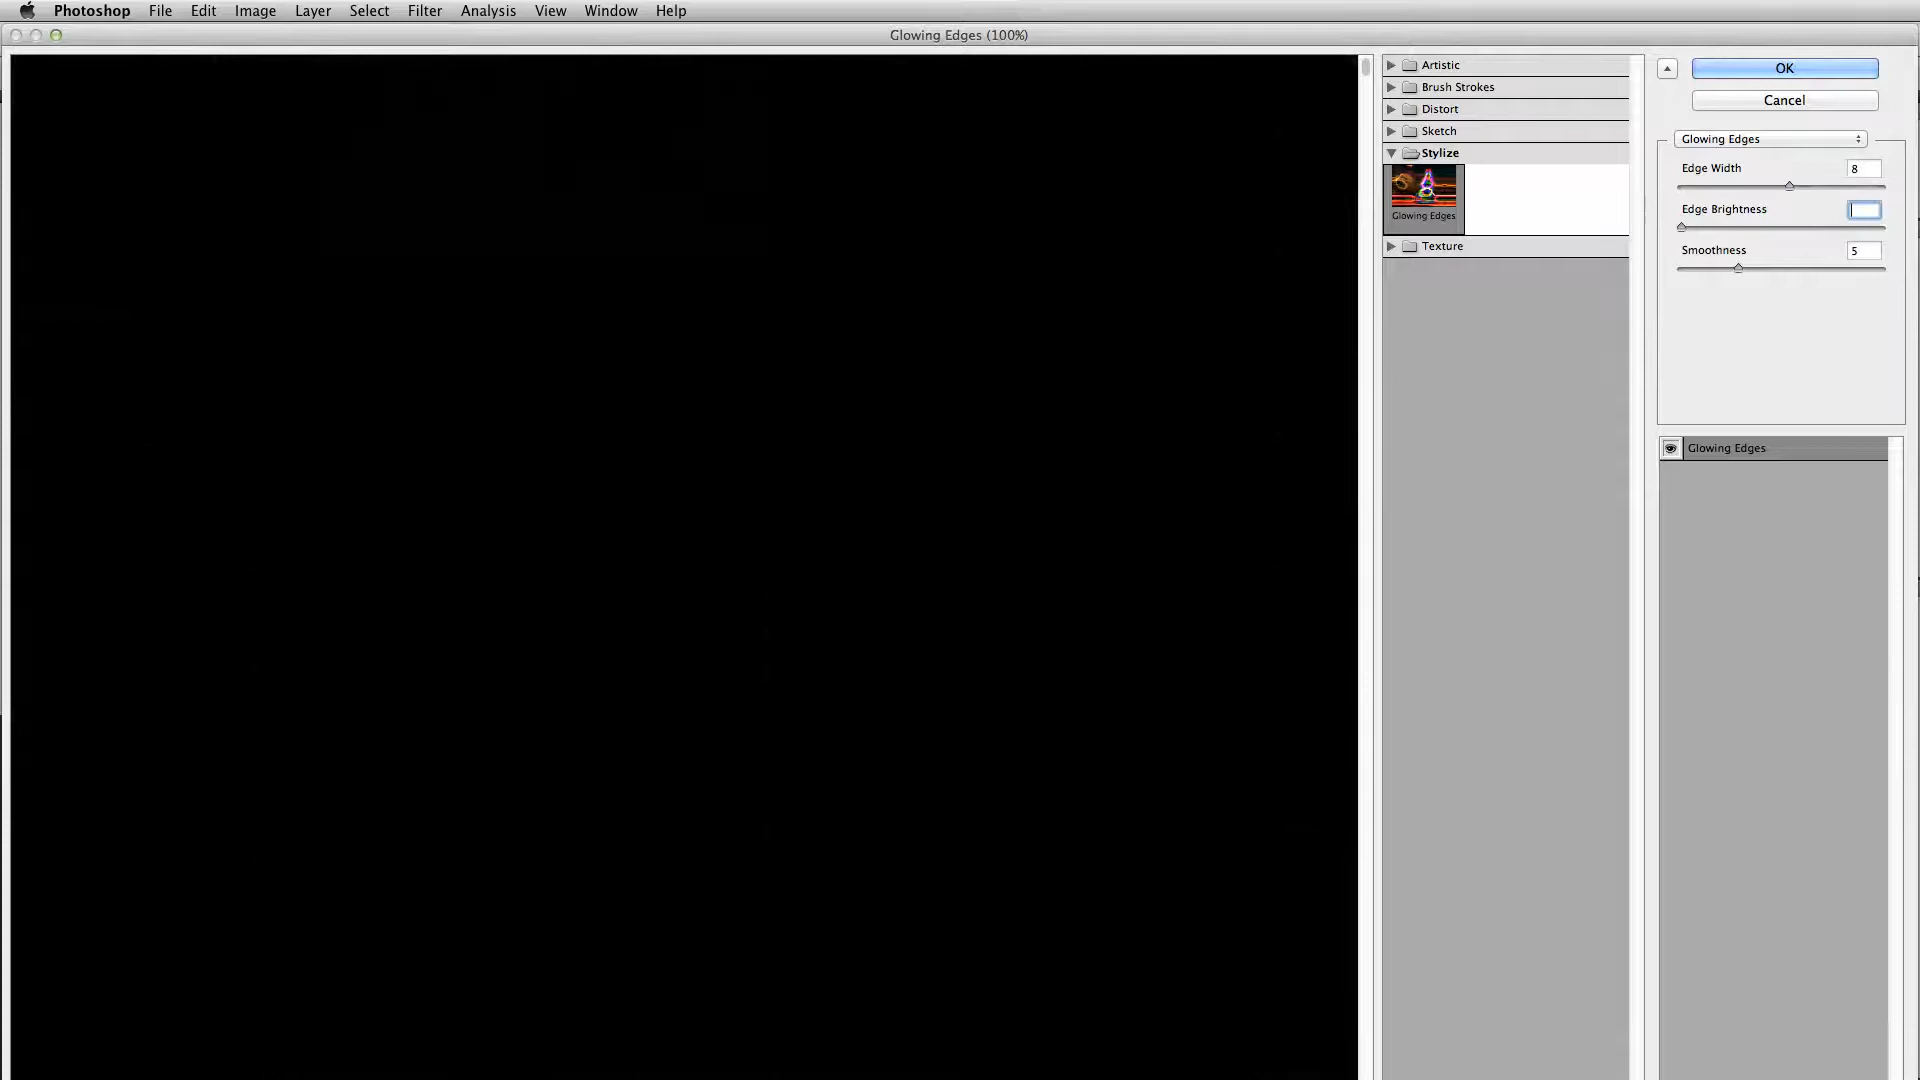 Photoshop File Edit Image Layer Select Filter Analysis View Window Help
Glowing Edges (100%)
Artistic
Brush Strokes
Distort
Sketch
Stylize
Glowing Edges
Texture
OK
Cancel
Glowing Edges
Edge Width 8
Edge Brightness
Smoothness 5
Glowing Edges